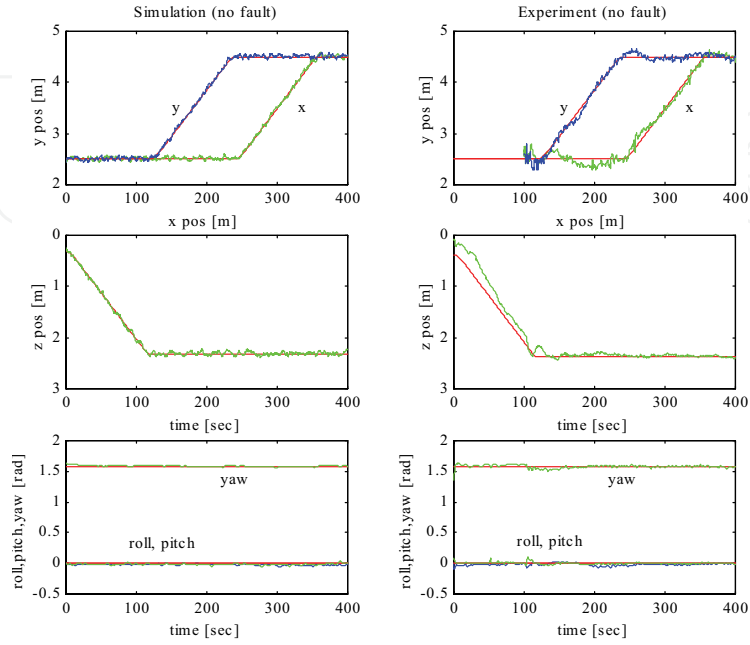 Simulation (no fault)
5
4
3
2
y pos [m]
y
x
0
100
200
300
400
x pos [m]
Experiment (no fault)
5
4
3
2
y pos [m]
y
x
0
100
200
300
400
x pos [m]
0
1
2
3
z pos [m]
0
100
200
300
400
time [sec]
0
1
2
3
z pos [m]
0
100
200
300
400
time [sec]
2
1.5
1
0.5
0
-0.5
roll,pitch,yaw [rad]
yaw
roll, pitch
0
100
200
300
400
time [sec]
2
1.5
1
0.5
0
-0.5
roll,pitch,yaw [rad]
yaw
roll, pitch
0
100
200
300
400
time [sec]